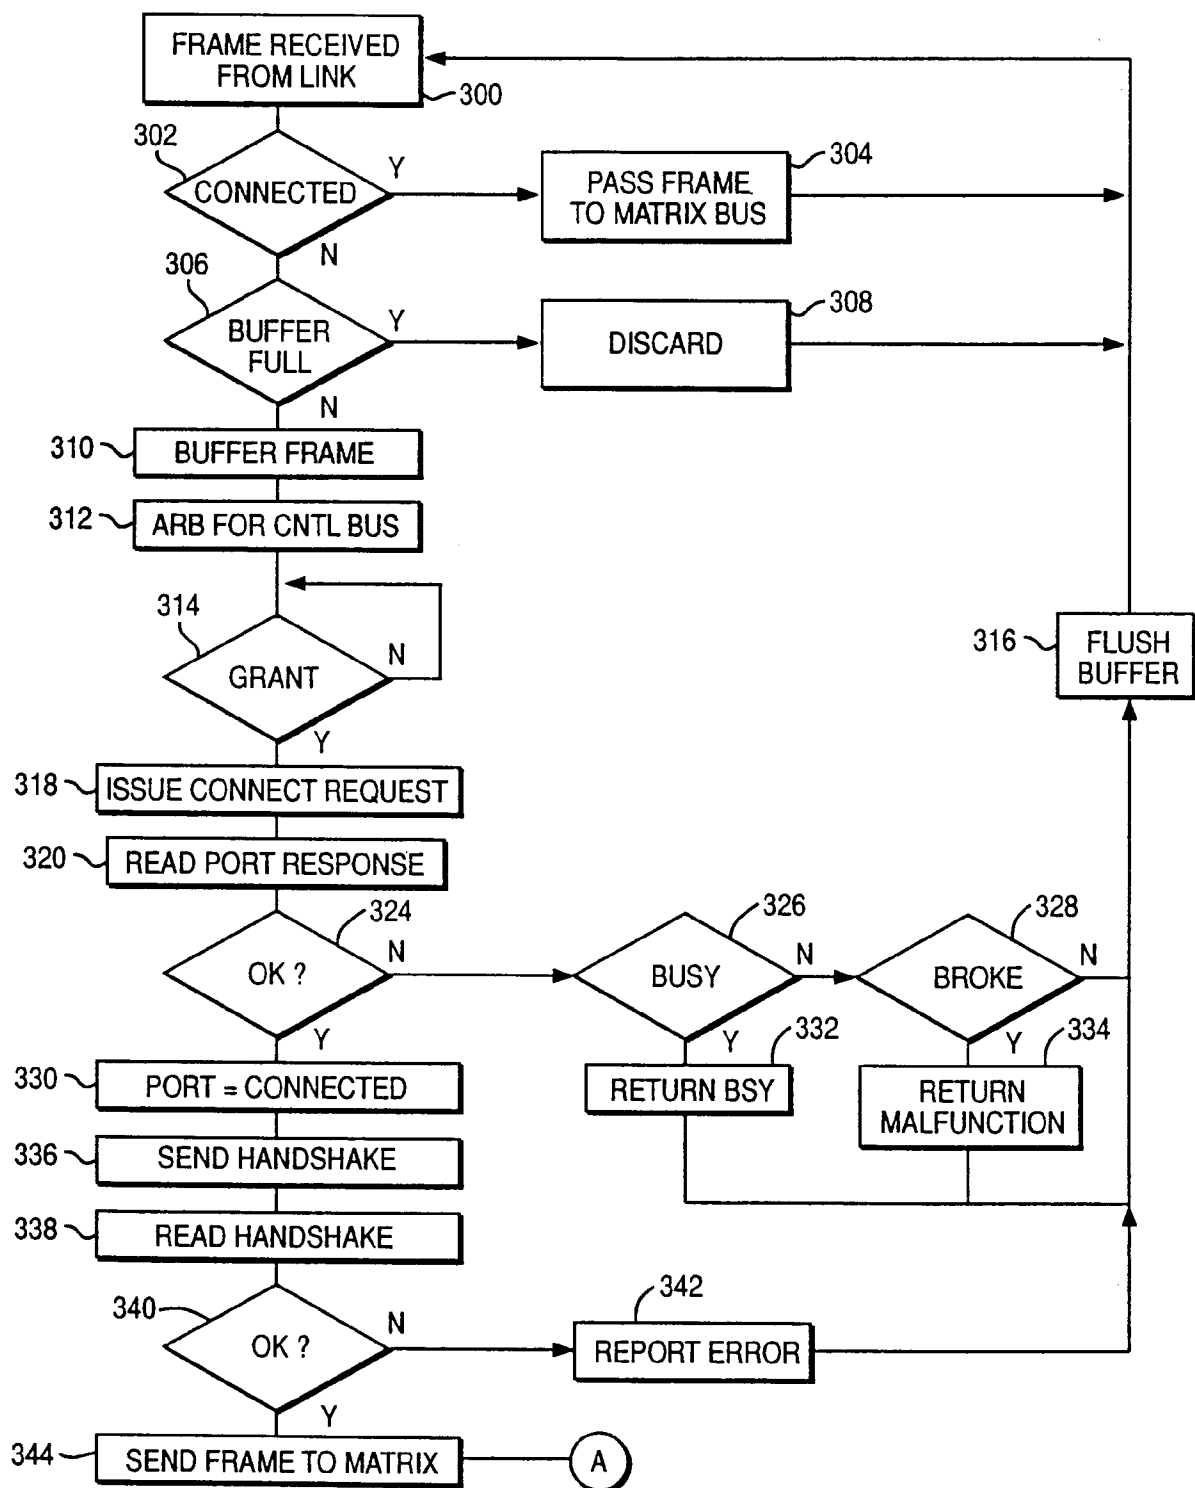 FRAME RECEIVED
FROM LINK
300
302
CONNECTED
Y
N
PASS FRAME
TO MATRIX BUS
304
306
BUFFER
FULL
Y
N
DISCARD
308
310
BUFFER FRAME
312
ARB FOR CNTL BUS
314
GRANT
N
Y
316
FLUSH
BUFFER
318
ISSUE CONNECT REQUEST
320
READ PORT RESPONSE
324
OK ?
N
Y
326
BUSY
N
Y
328
BROKE
N
Y
330
PORT = CONNECTED
332
RETURN BSY
334
RETURN
MALFUNCTION
336
SEND HANDSHAKE
338
READ HANDSHAKE
340
OK ?
N
Y
342
REPORT ERROR
344
SEND FRAME TO MATRIX
A